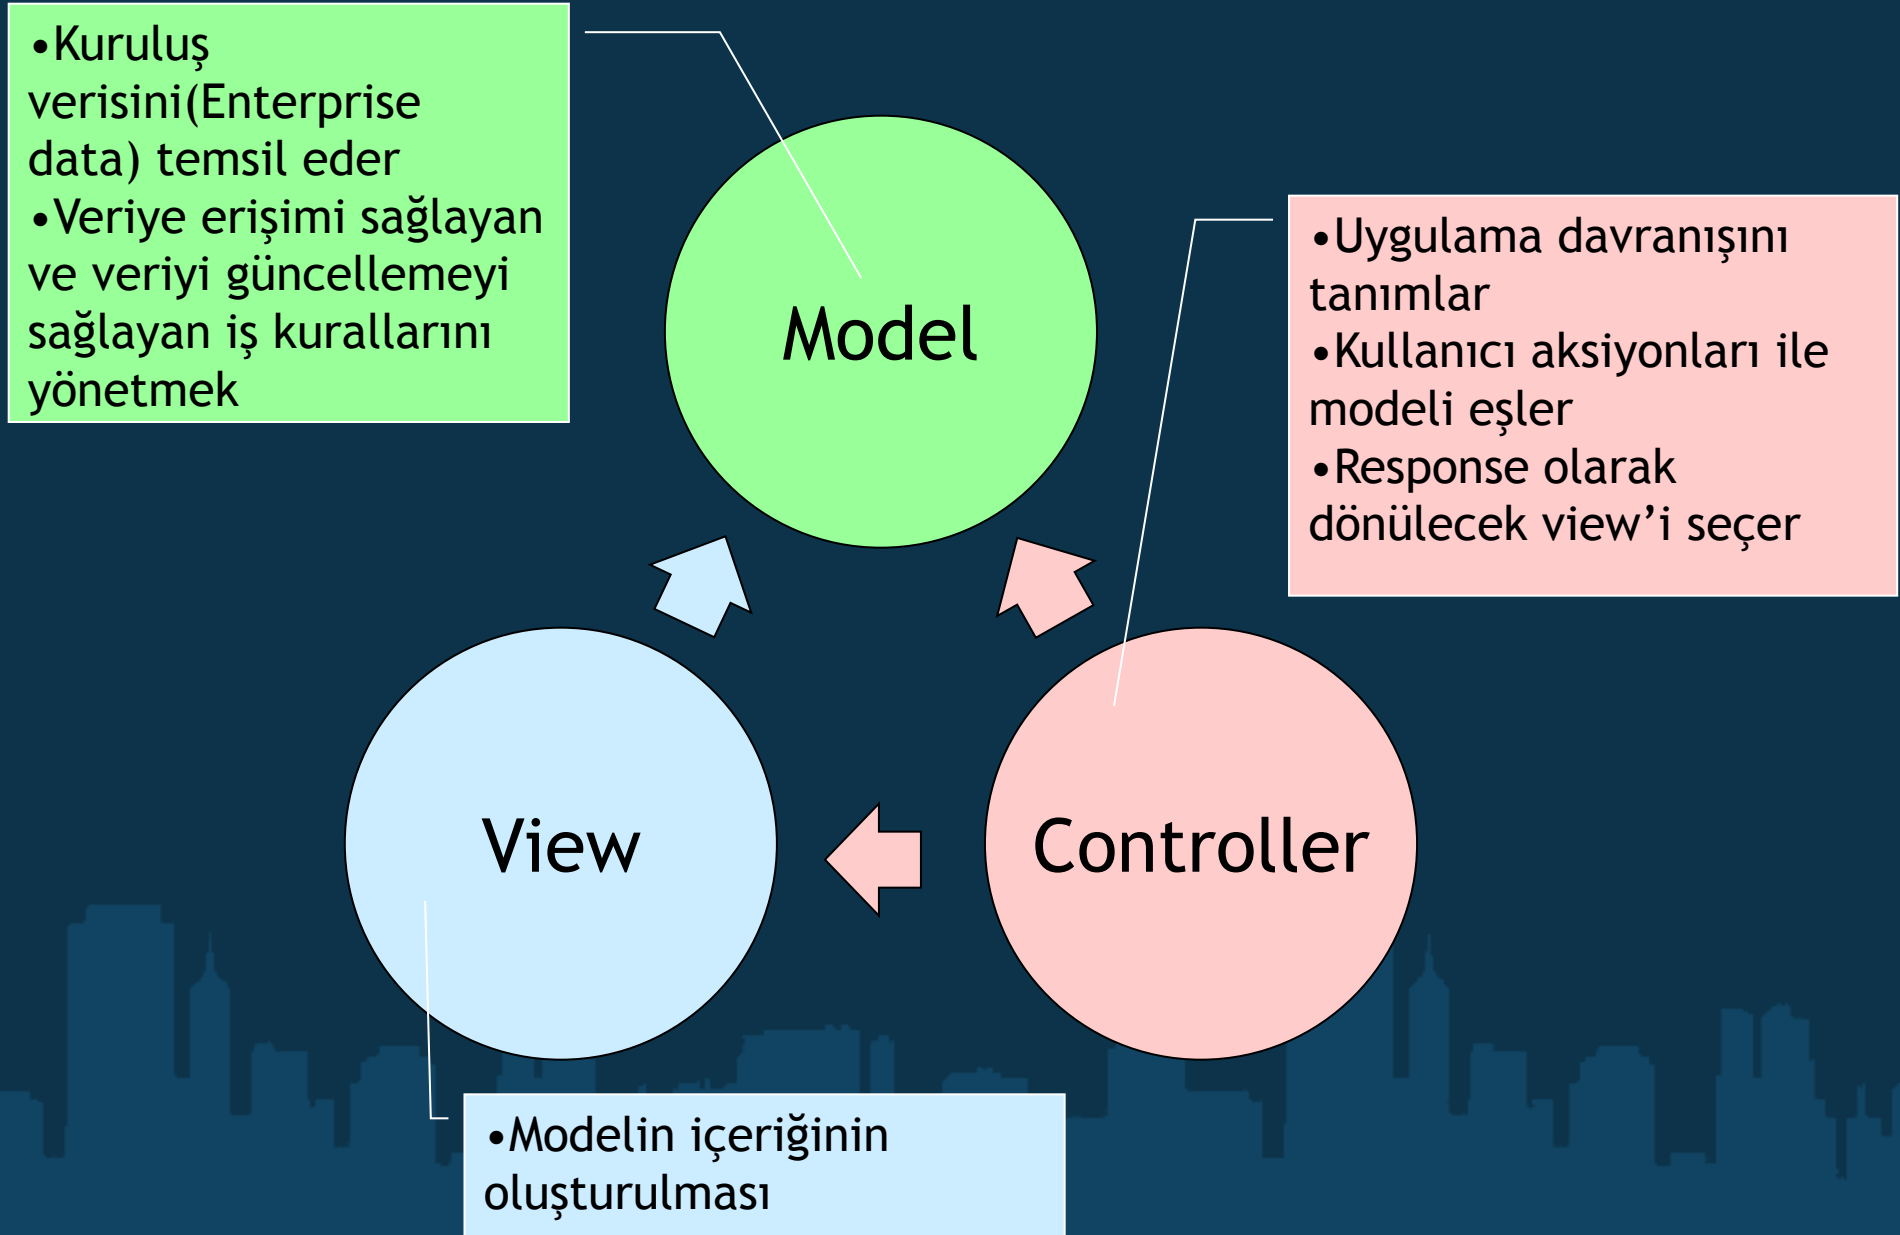 •Kuruluş
verisini(Enterprise
data) temsil eder
•Veriye erişimi sağlayan
ve veriyi güncellemeyi
sağlayan iş kurallarını
yönetmek
Model
•Uygulama davranışını
tanımlar
•Kullanıcı aksiyonları ile
modeli eşler
•Response olarak
dönülecek view’i seçer
View
Controller
•Modelin içeriğinin
oluşturulması